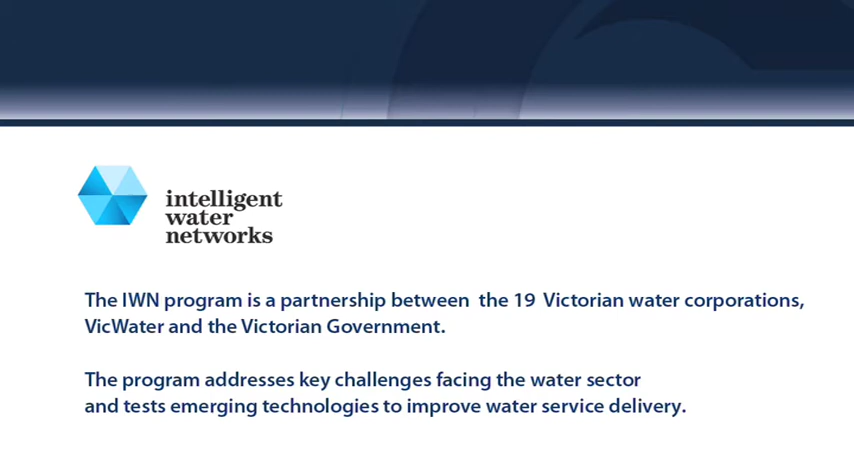 intelligent
water
networks
The IWN program is a partnership between the 19 Victorian water corporations,
VicWater and the Victorian Government.
The program addresses key challenges facing the water sector
and tests emerging technologies to improve water service delivery.